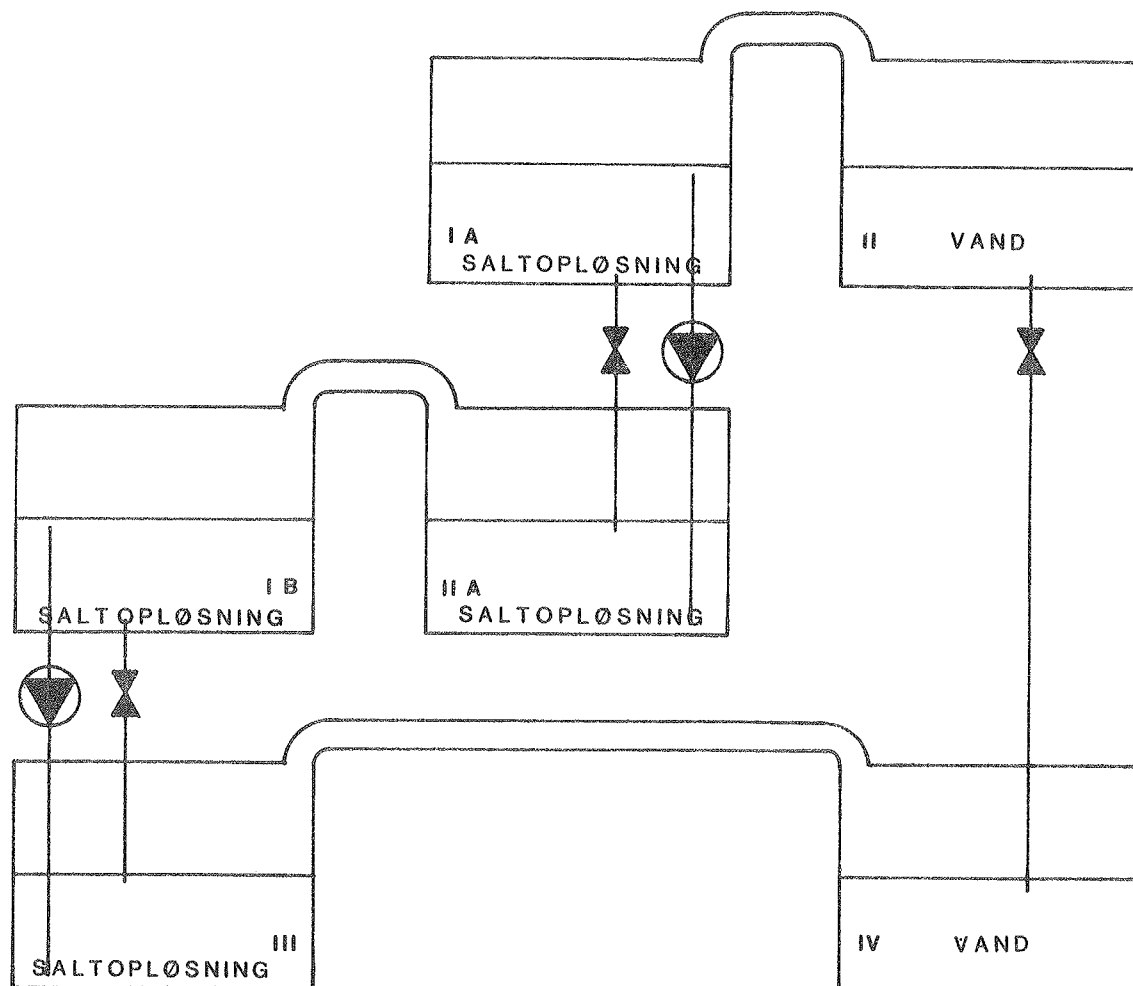 I A
SALTOPLØSNING
II VAND
I B
SALTOPLØSNING
II A
SALTOPLØSNING
III
SALTOPLØSNING
IV VAND